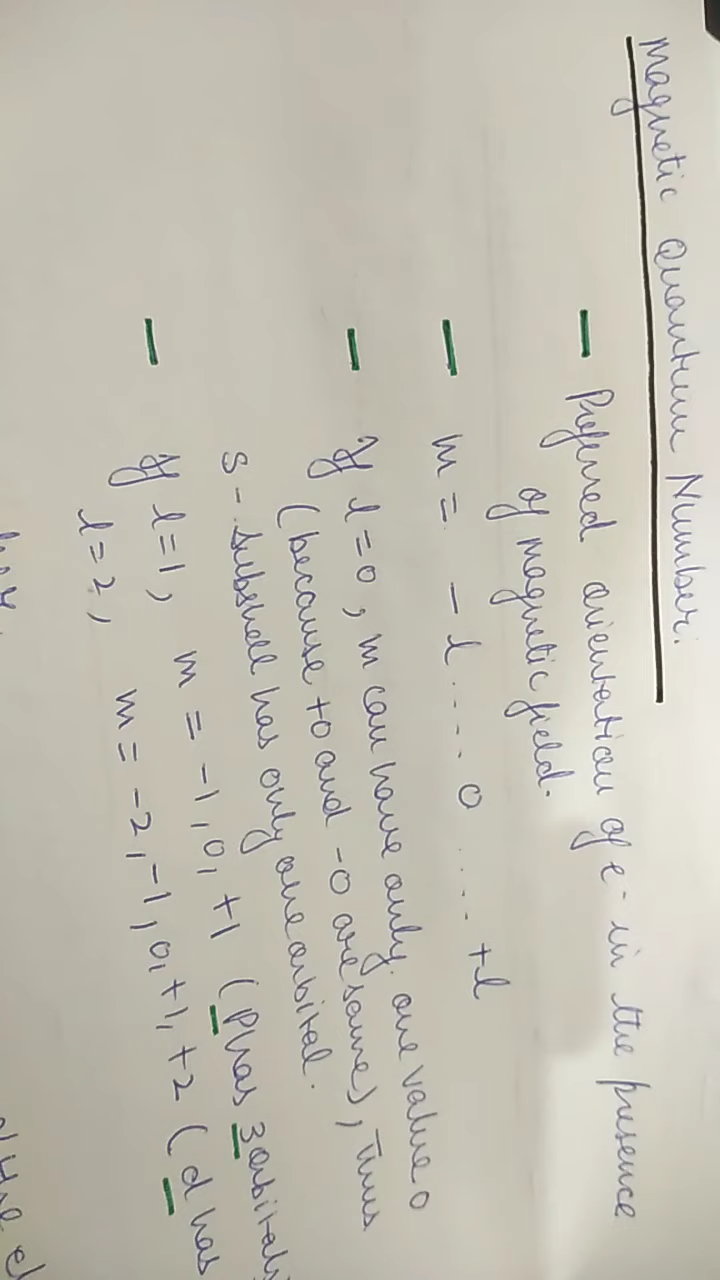 Magnetic Quantum Number.
- Preferred orientation of e- in the presence
of magnetic field.
- m = -l ..... 0 .... +l
- If l=0, m can have only one value 0
(because +0 and -0 are same), Thus
s-subshell has only one orbital.
- If l=1, m = -1, 0, +1 (P has 3 orbitals
l=2, m = -2, -1, 0, +1, +2 (d has